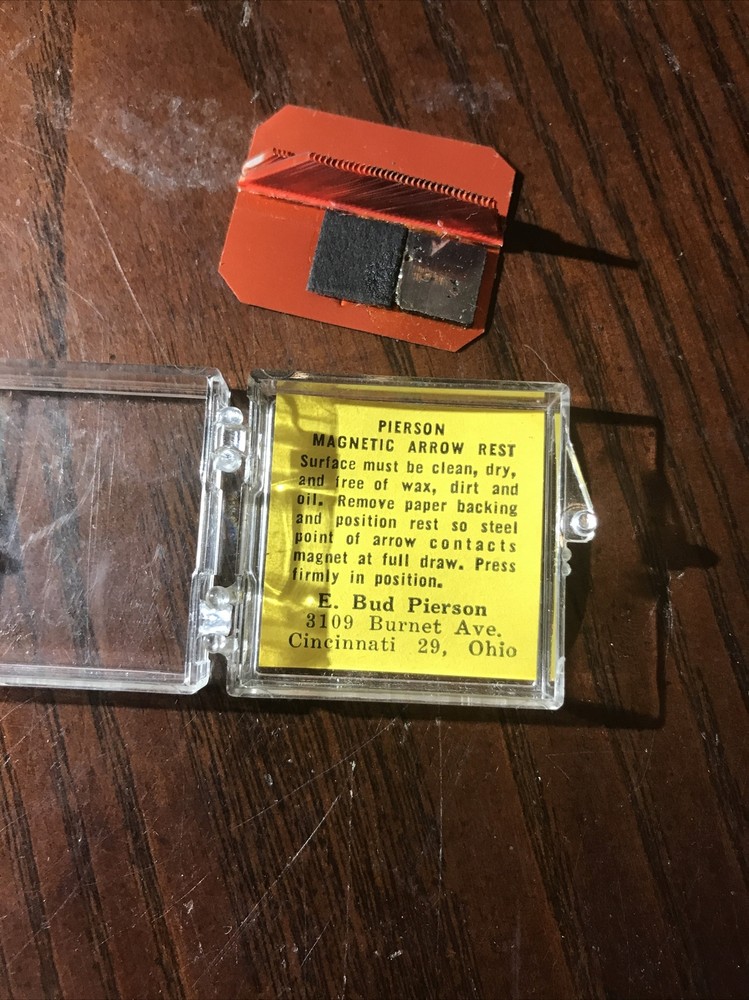 PIERSON
MAGNETIC ARROW REST
Surface must be clean, dry,
and free of wax, dirt and
oil. Remove paper backing
and position rest so steel
point of arrow contacts
magnet at full draw. Press
firmly in position.
E. Bud Pierson
3109 Burnet Ave.
Cincinnati 29, Ohio